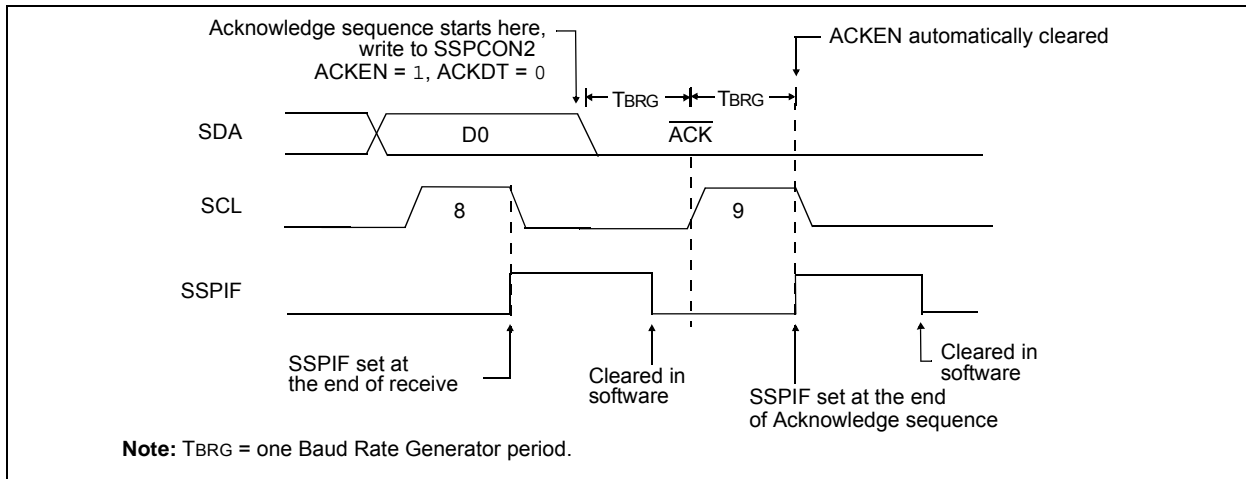 Acknowledge sequence starts here,
write to SSPCON2
ACKEN = 1, ACKDT = 0
ACKEN automatically cleared
TBRG
TBRG
SDA
D0
ACK
SCL
8
9
SSPIF
SSPIF set at
the end of receive
Cleared in
software
SSPIF set at the end
of Acknowledge sequence
Cleared in
software
Note: TBRG = one Baud Rate Generator period.